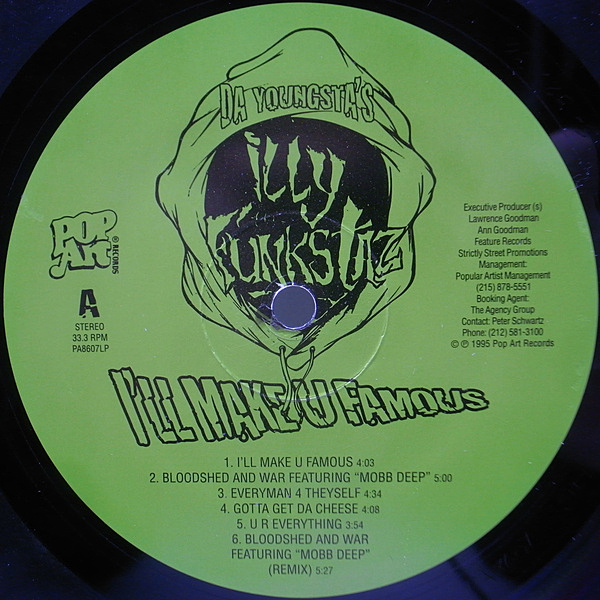 DA YOUNGSTA'S
iLLY
FUNKSTAZ
POP
ART
® RECORDS
A
STEREO
33.3 RPM
PA8607LP
Executive Producer (s)
Lawrence Goodman
Ann Goodman
Feature Records
Strictly Street Promotions
Management:
Popular Artist Management
(215) 878-5551
Booking Agent:
The Agency Group
Contact: Peter Schwartz
Phone: (212) 581-3100
© ℗ 1995 Pop Art Records
I'LL MAKE U FAMOUS
1. I'LL MAKE U FAMOUS 4:03
2. BLOODSHED AND WAR FEATURING "MOBB DEEP" 5:00
3. EVERYMAN 4 THEYSELF 4:34
4. GOTTA GET DA CHEESE 4:08
5. U R EVERYTHING 3:54
6. BLOODSHED AND WAR
FEATURING "MOBB DEEP"
(REMIX) 5:27